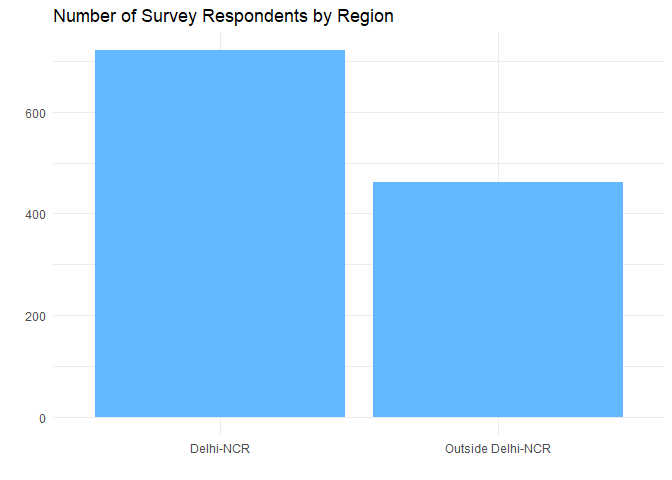 Number of Survey Respondents by Region
600
400
200
0
Delhi-NCR
Outside Delhi-NCR